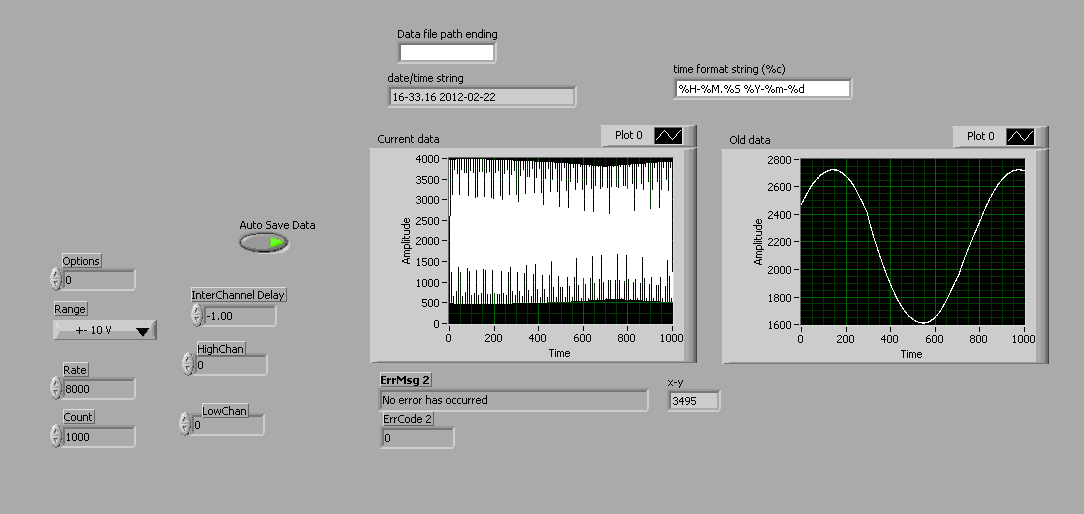 Data file path ending
date/time string
16-33.16 2012-02-22
time format string (%c)
%H-%M.%S %Y-%m-%d
Current data
Plot 0
4000
3500
3000
2500
2000
1500
1000
500
0
Amplitude
0
200
400
600
800
1000
Time
Old data
Plot 0
2800
2600
2400
2200
2000
1800
1600
Amplitude
0
200
400
600
800
1000
Time
Auto Save Data
Options
0
Range
+- 10 V
Rate
8000
Count
1000
InterChannel Delay
-1.00
HighChan
0
LowChan
0
ErrMsg 2
No error has occurred
ErrCode 2
0
x-y
3495